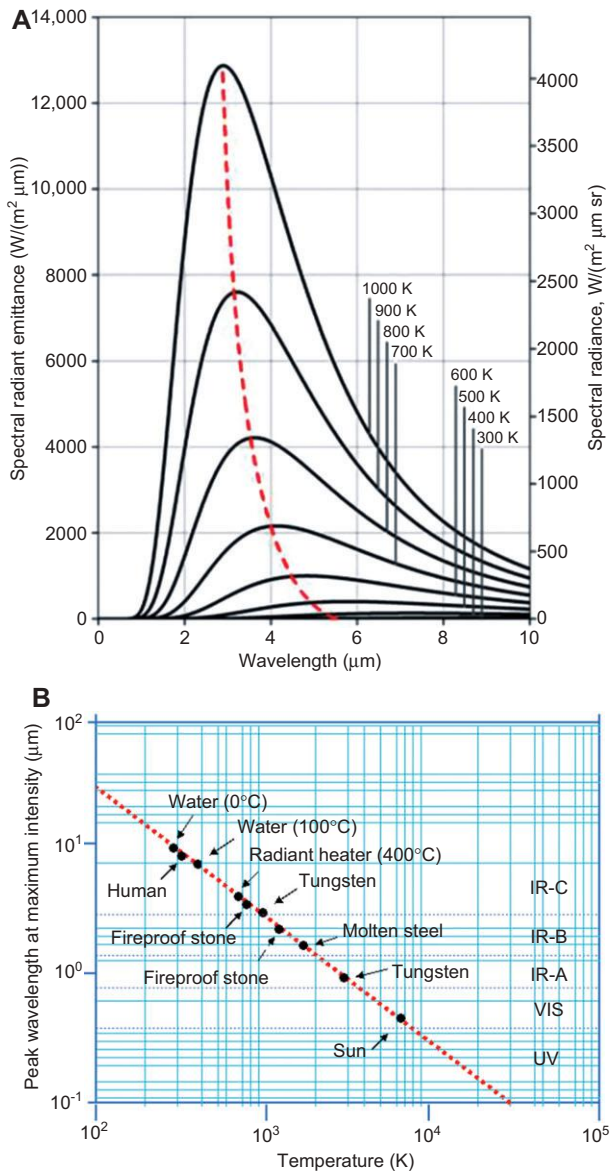 A
14,000
12,000
10,000
8000
6000
4000
2000
0
Spectral radiant emittance (W/(m² μm))
4000
3500
3000
2500
2000
1500
1000
500
0
Spectral radiance, W/(m² μm sr)
1000 K
900 K
800 K
700 K
600 K
500 K
400 K
300 K
0 2 4 6 8 10
Wavelength (μm)
B
10²
10¹
10⁰
10⁻¹
Peak wavelength at maximum intensity (μm)
Water (0°C)
Water (100°C)
Radiant heater (400°C)
Human
Tungsten
Fireproof stone
Molten steel
Fireproof stone
Tungsten
Sun
IR-C
IR-B
IR-A
VIS
UV
10² 10³ 10⁴ 10⁵
Temperature (K)